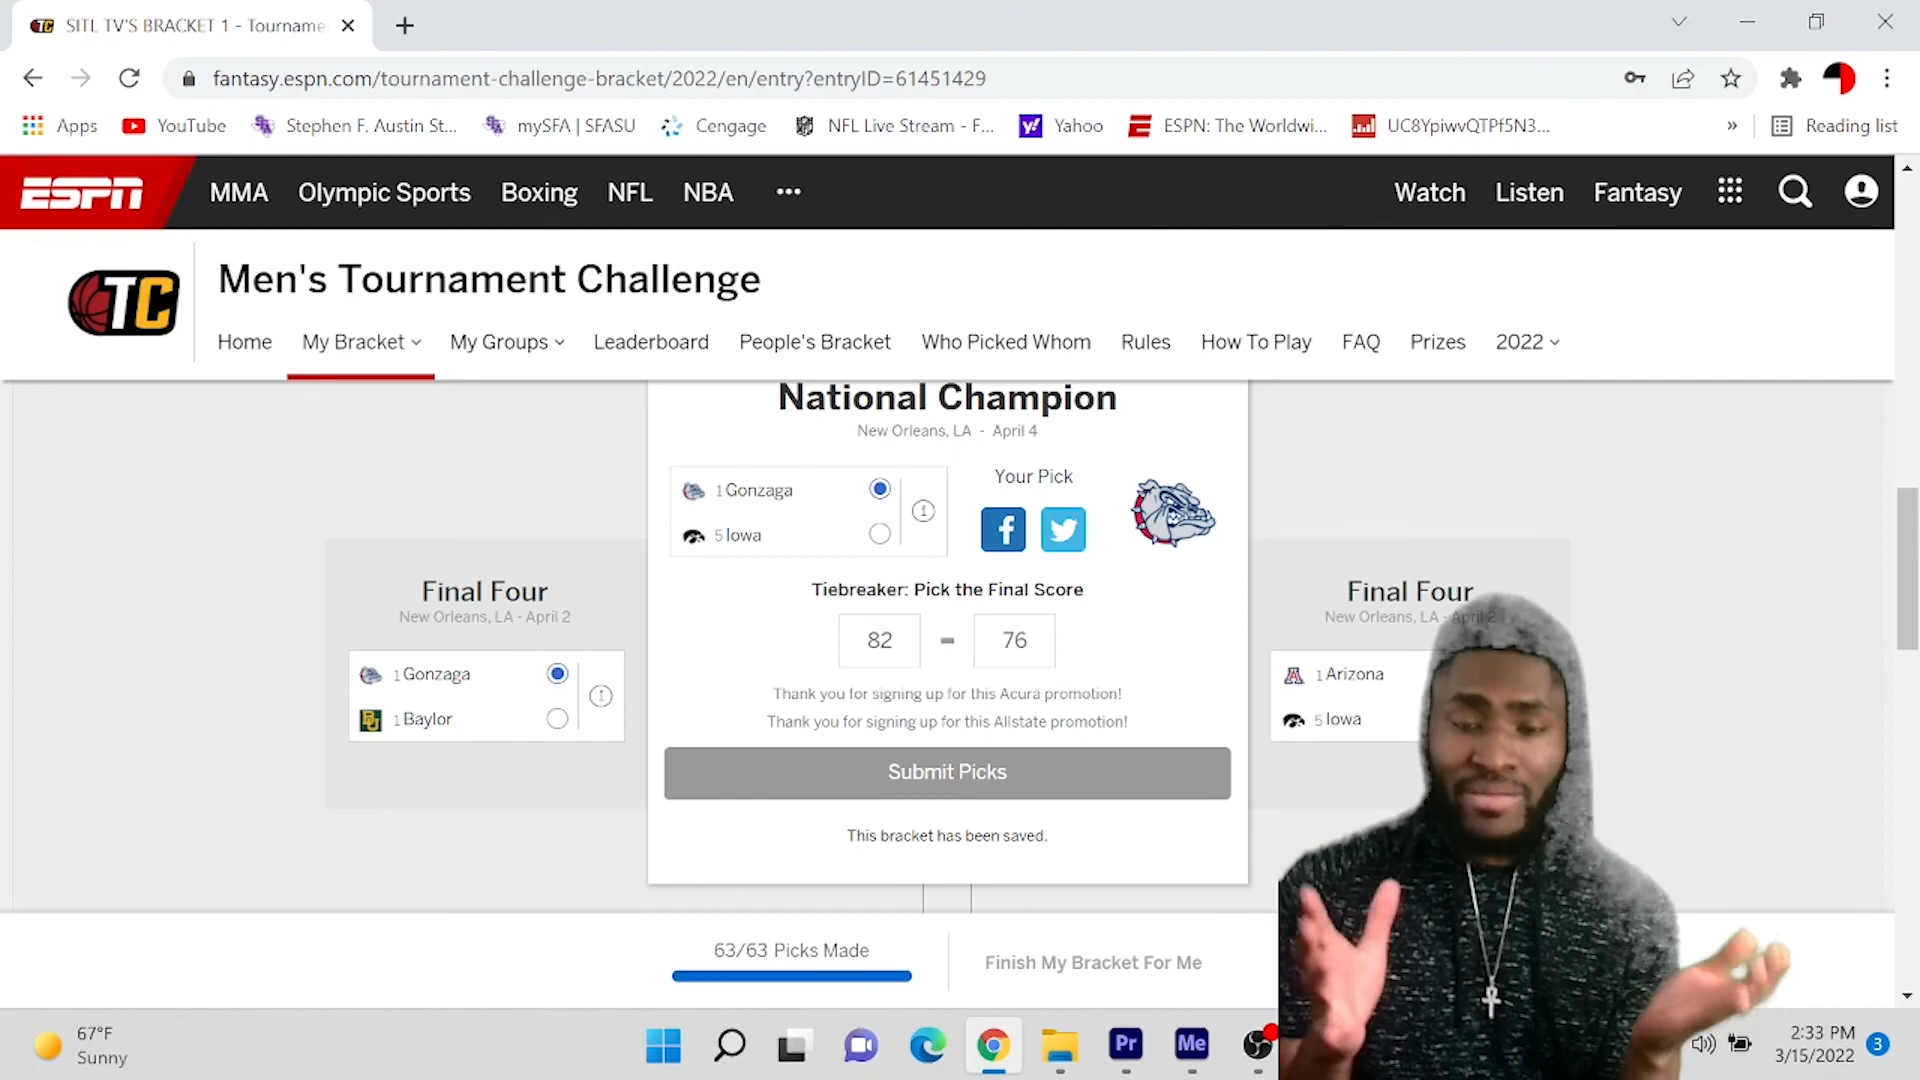 SITL TV'S BRACKET 1 - Tourname
fantasy.espn.com/tournament-challenge-bracket/2022/en/entry?entryID=61451429
Apps YouTube Stephen F. Austin St... mySFA | SFASU Cengage NFL Live Stream - F... Yahoo ESPN: The Worldwi... UC8YpiwvQTPf5N3... » Reading list
ESPN MMA Olympic Sports Boxing NFL NBA ••• Watch Listen Fantasy
TC
Men's Tournament Challenge
Home My Bracket My Groups Leaderboard People's Bracket Who Picked Whom Rules How To Play FAQ Prizes 2022
National Champion
New Orleans, LA - April 4
1 Gonzaga
5 Iowa
Your Pick
Tiebreaker: Pick the Final Score
82 - 76
Thank you for signing up for this Acura promotion!
Thank you for signing up for this Allstate promotion!
Submit Picks
This bracket has been saved.
Final Four
New Orleans, LA - April 2
1 Gonzaga
1 Baylor
Final Four
New Orleans, LA - April 2
1 Arizona
5 Iowa
63/63 Picks Made
Finish My Bracket For Me
67°F
Sunny
Pr Me
2:33 PM
3/15/2022
3